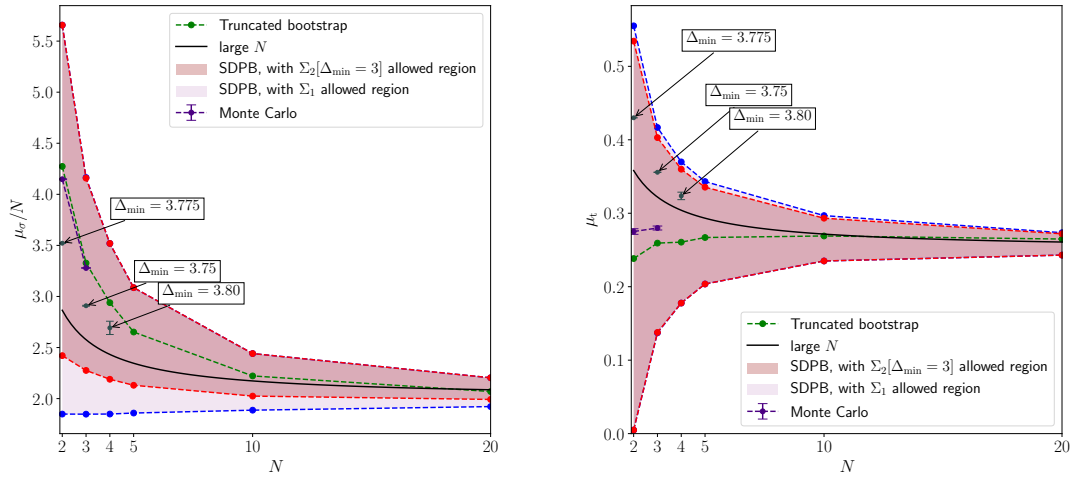 5.5
5.0
4.5
4.0
3.5
3.0
2.5
2.0
μσ/N
Truncated bootstrap
large N
SDPB, with Σ₂[Δmin = 3] allowed region
SDPB, with Σ₁ allowed region
Monte Carlo
Δmin = 3.775
Δmin = 3.75
Δmin = 3.80
2 3 4 5 10 20
N
0.5
0.4
0.3
0.2
0.1
0.0
μt
Δmin = 3.775
Δmin = 3.75
Δmin = 3.80
Truncated bootstrap
large N
SDPB, with Σ₂[Δmin = 3] allowed region
SDPB, with Σ₁ allowed region
Monte Carlo
2 3 4 5 10 20
N